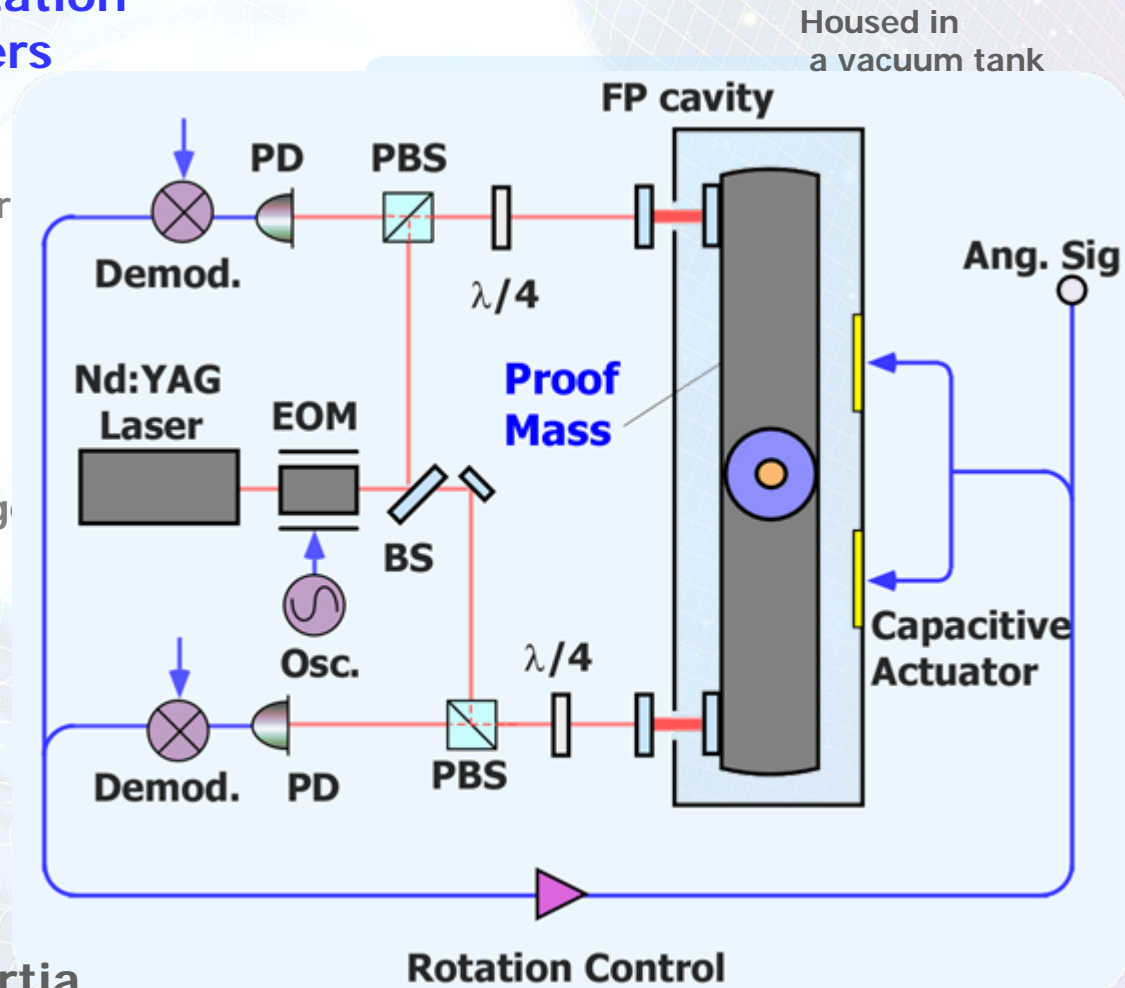 Housed in
a vacuum tank
FP cavity
PD
PBS
Demod.
λ/4
Ang. Sig
Nd:YAG
Laser
EOM
Proof
Mass
BS
Osc.
λ/4
Capacitive
Actuator
Demod.
PD
PBS
Rotation Control